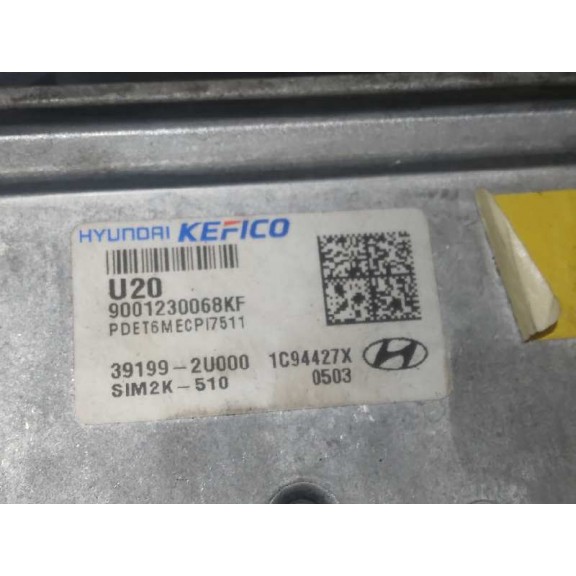 HYUNDAI KEFICO
U20
9001230068KF
PDET6MECPI7511
39199-2U000 1C94427X
SIM2K-510 0503